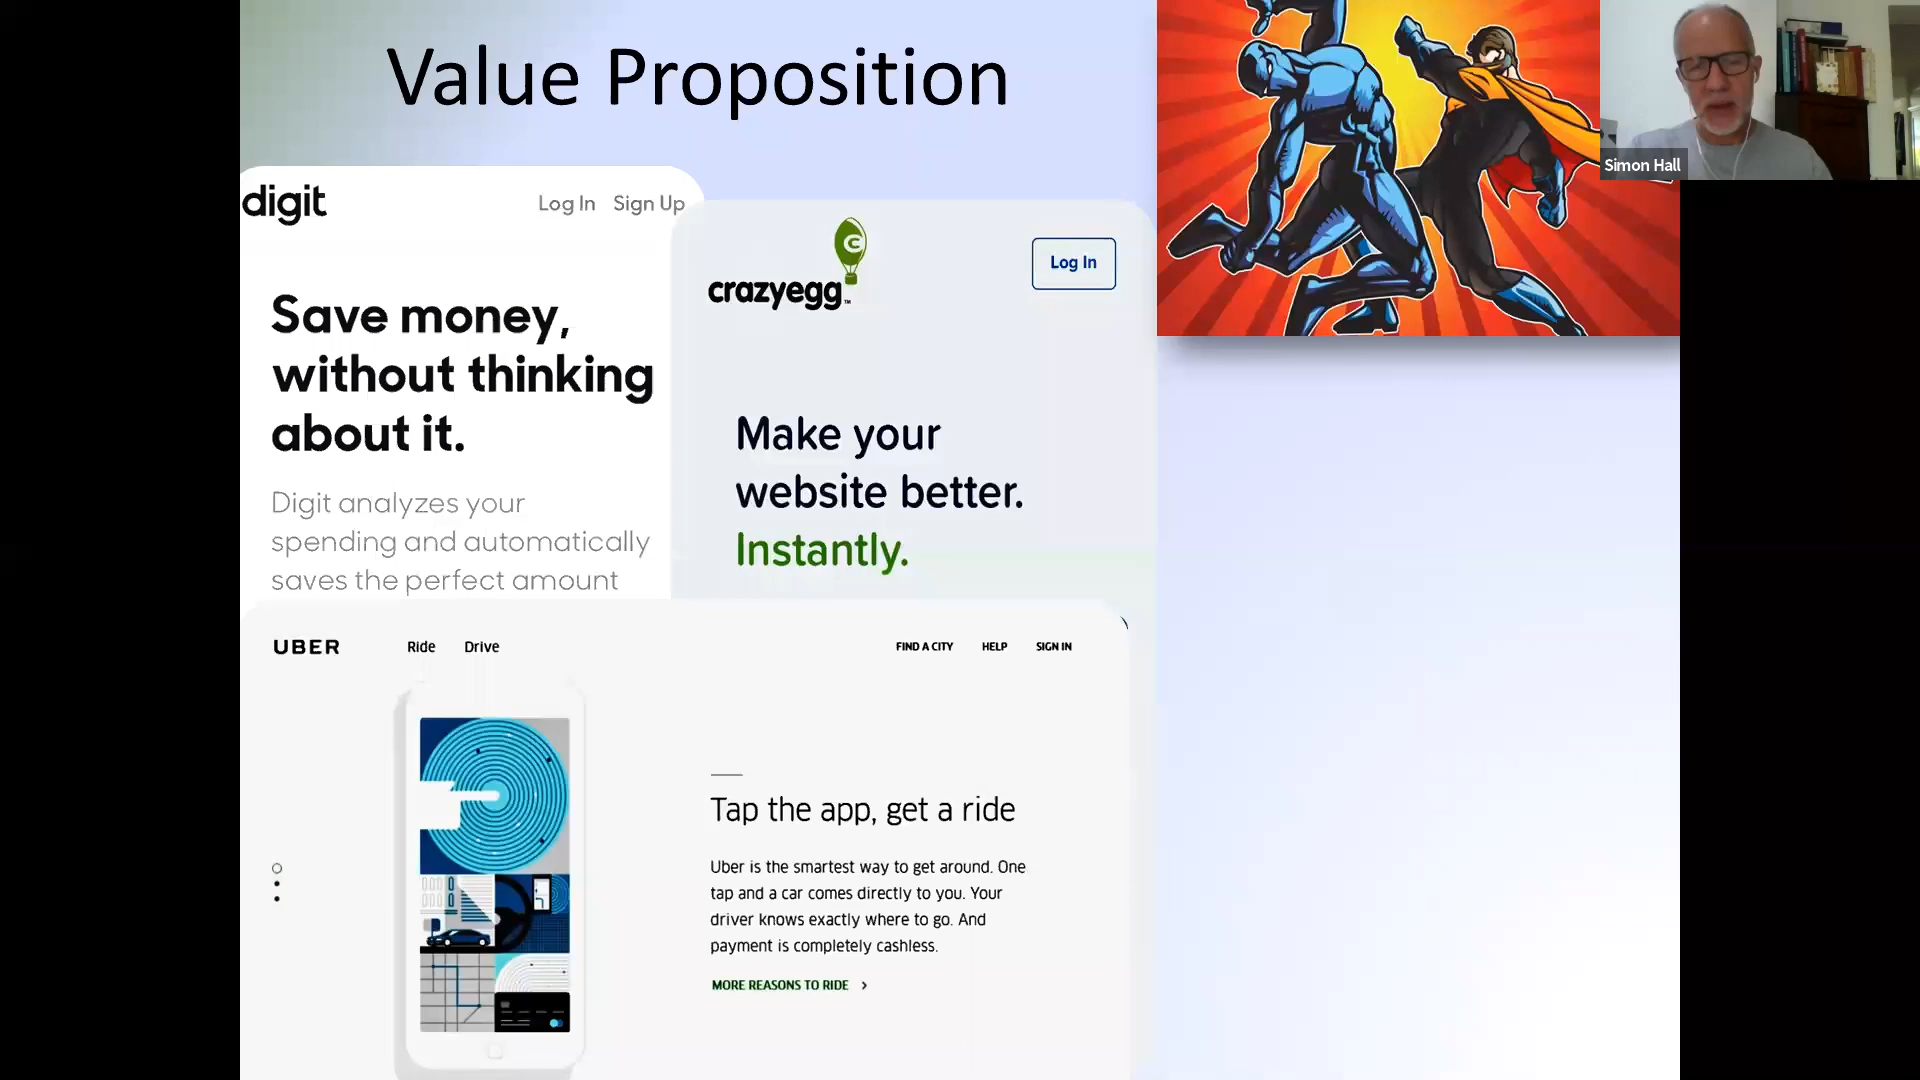 Value Proposition
Simon Hall
digit
Log In
Sign Up
Save money,
without thinking
about it.
Digit analyzes your
spending and automatically
saves the perfect amount
crazyegg™
Log In
Make your
website better.
Instantly.
UBER
Ride
Drive
FIND A CITY
HELP
SIGN IN
Tap the app, get a ride
Uber is the smartest way to get around. One
tap and a car comes directly to you. Your
driver knows exactly where to go. And
payment is completely cashless.
MORE REASONS TO RIDE >